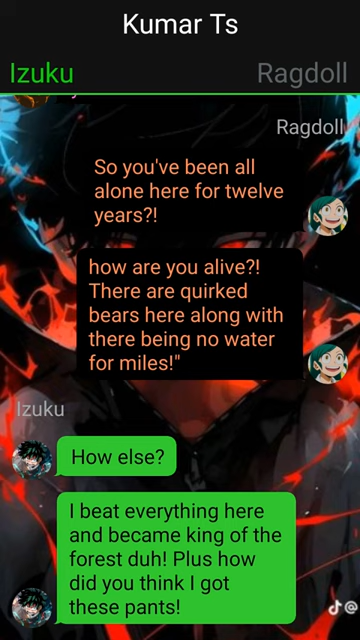 Kumar Ts
Izuku
Ragdoll
Ragdoll
So you've been all
alone here for twelve
years?!
how are you alive?!
There are quirked
bears here along with
there being no water
for miles!"
Izuku
How else?
I beat everything here
and became king of the
forest duh! Plus how
did you think I got
these pants!
@